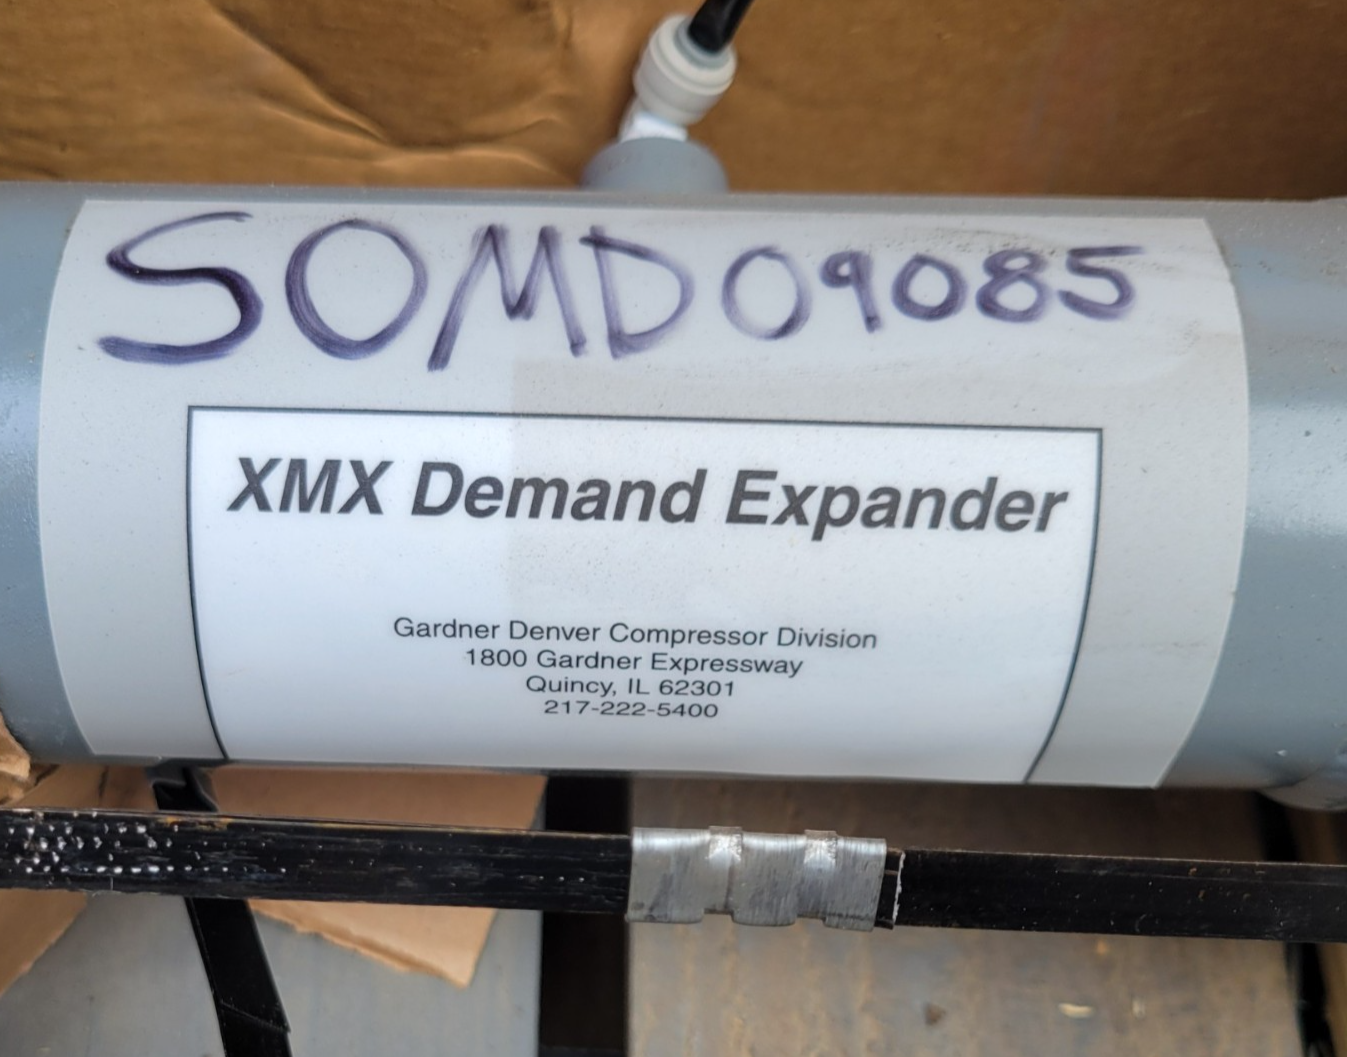 SOMD09085
XMX Demand Expander
Gardner Denver Compressor Division
1800 Gardner Expressway
Quincy, IL 62301
217-222-5400